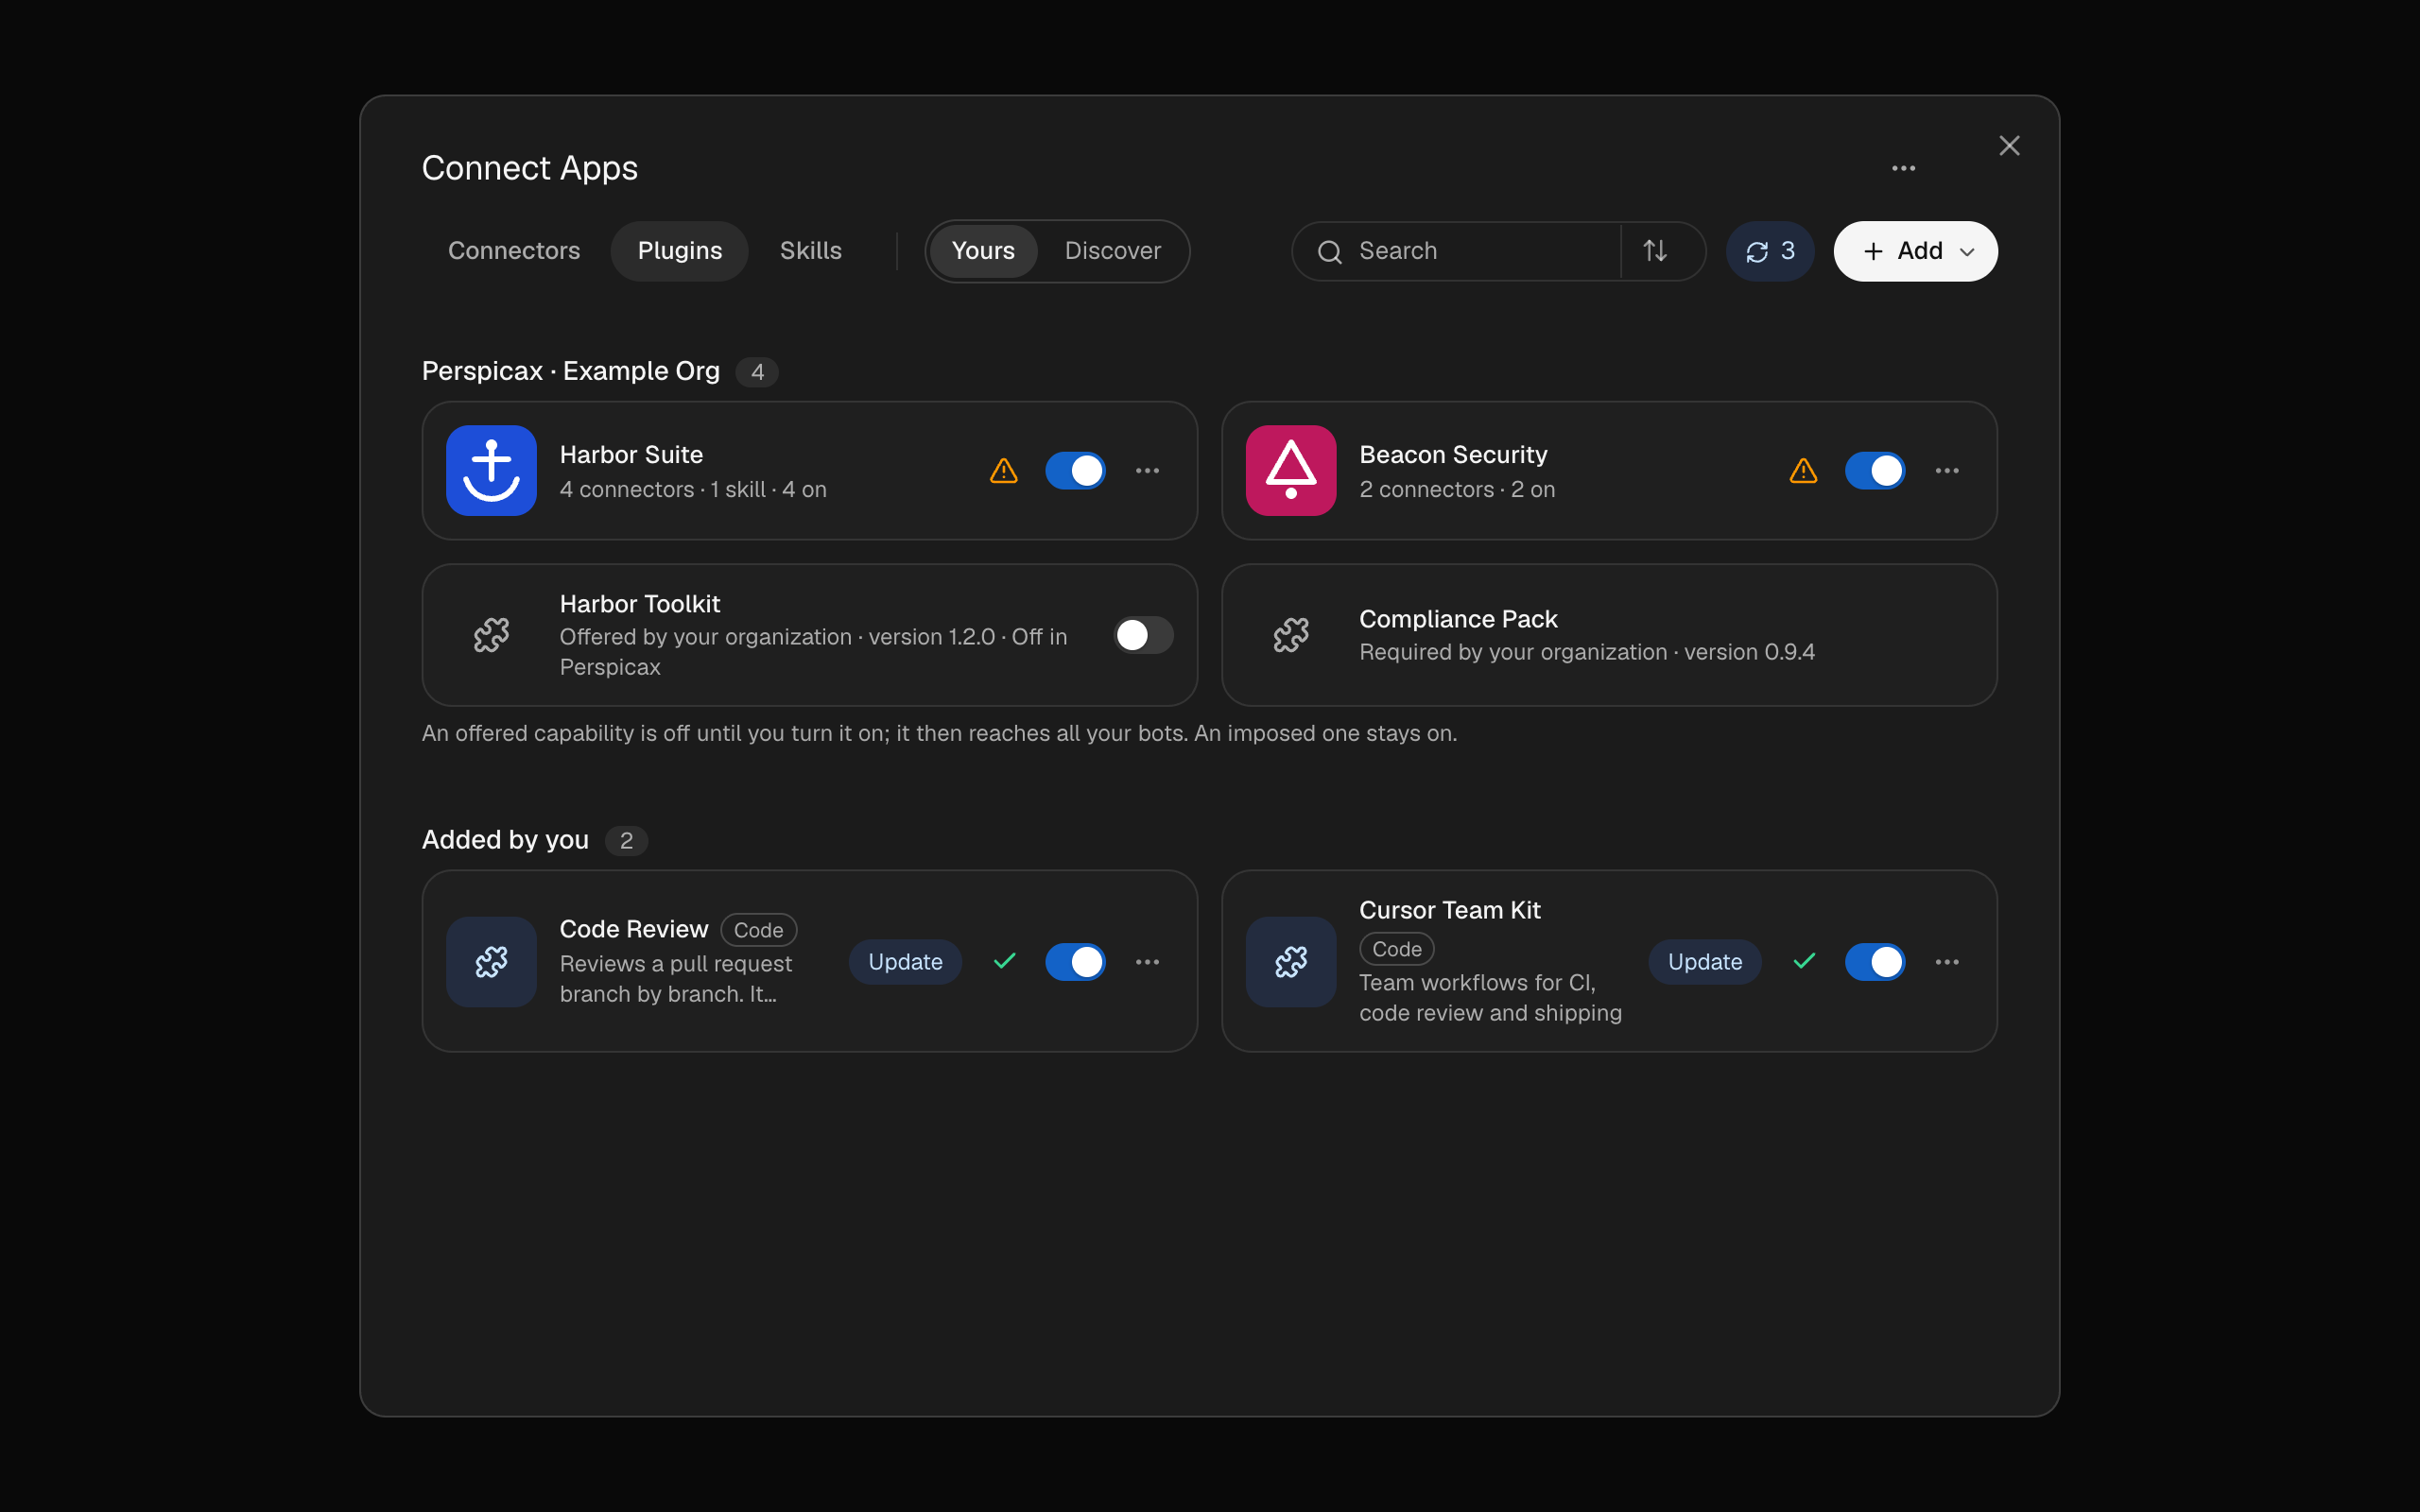 Connect Apps
Connectors
Plugins
Skills
Yours
Discover
Search
3
Add
Perspicax · Example Org 4
Harbor Suite
4 connectors · 1 skill · 4 on
Beacon Security
2 connectors · 2 on
Harbor Toolkit
Offered by your organization · version 1.2.0 · Off in
Perspicax
Compliance Pack
Required by your organization · version 0.9.4
An offered capability is off until you turn it on; it then reaches all your bots. An imposed one stays on.
Added by you 2
Code Review Code
Reviews a pull request
branch by branch. It...
Update
Cursor Team Kit
Code
Team workflows for CI,
code review and shipping
Update